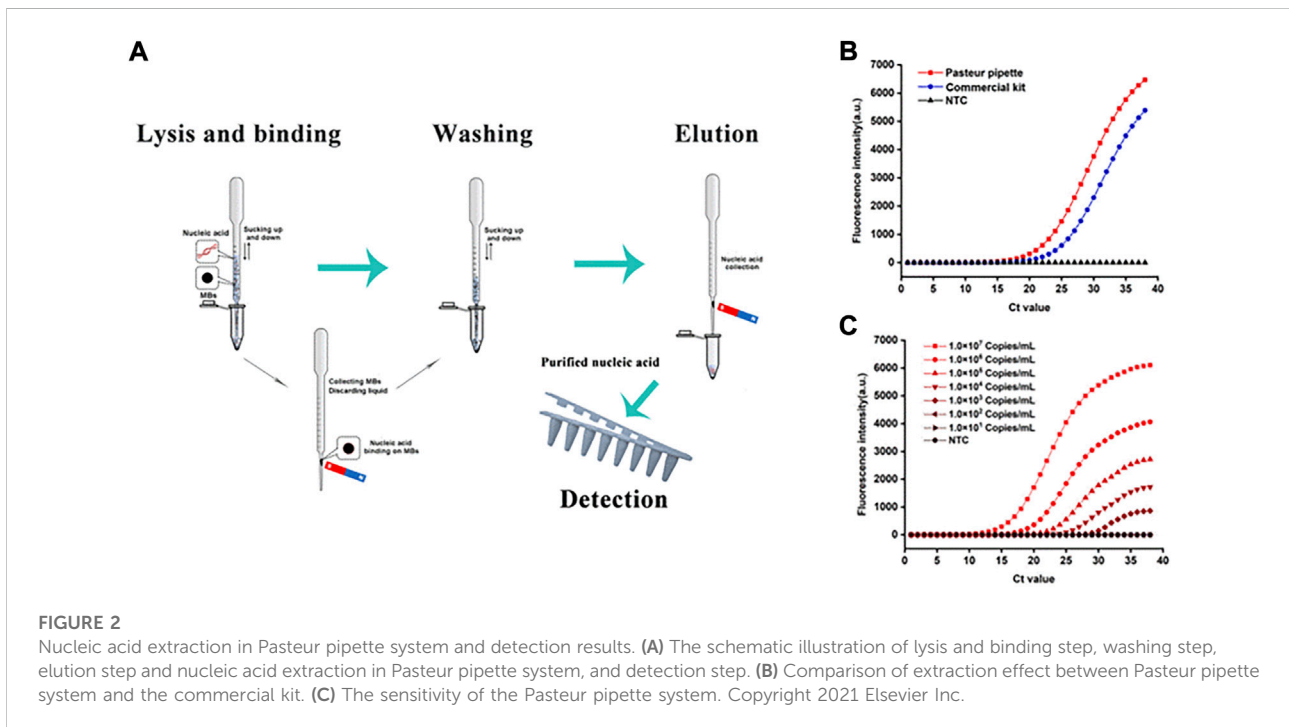 A
Lysis and binding
Washing
Elution
Nucleic acid
Sucking up
and down
MBs
Collecting MBs
Discarding liquid
Nucleic acid
binding on MBs
Sucking up
and down
Nucleic acid
collection
Purified nucleic acid
Detection
B
Fluorescence intensity(a.u.)
7000
6000
5000
4000
3000
2000
1000
0
Pasteur pipette
Commercial kit
NTC
0 5 10 15 20 25 30 35 40
Ct value
C
Fluorescence intensity(a.u.)
7000
6000
5000
4000
3000
2000
1000
0
1.0×10⁷ Copies/mL
1.0×10⁶ Copies/mL
1.0×10⁵ Copies/mL
1.0×10⁴ Copies/mL
1.0×10³ Copies/mL
1.0×10² Copies/mL
1.0×10¹ Copies/mL
NTC
0 5 10 15 20 25 30 35 40
Ct value
FIGURE 2
Nucleic acid extraction in Pasteur pipette system and detection results. (A) The schematic illustration of lysis and binding step, washing step,
elution step and nucleic acid extraction in Pasteur pipette system, and detection step. (B) Comparison of extraction effect between Pasteur pipette
system and the commercial kit. (C) The sensitivity of the Pasteur pipette system. Copyright 2021 Elsevier Inc.